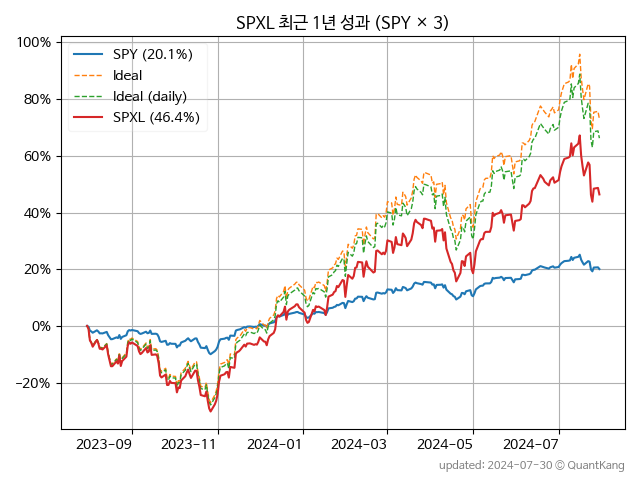 SPXL 최근 1년 성과 (SPY × 3)
100%
80%
60%
40%
20%
0%
−20%
SPY (20.1%)
Ideal
Ideal (daily)
SPXL (46.4%)
2023-09
2023-11
2024-01
2024-03
2024-05
2024-07
updated: 2024-07-30 © QuantKang